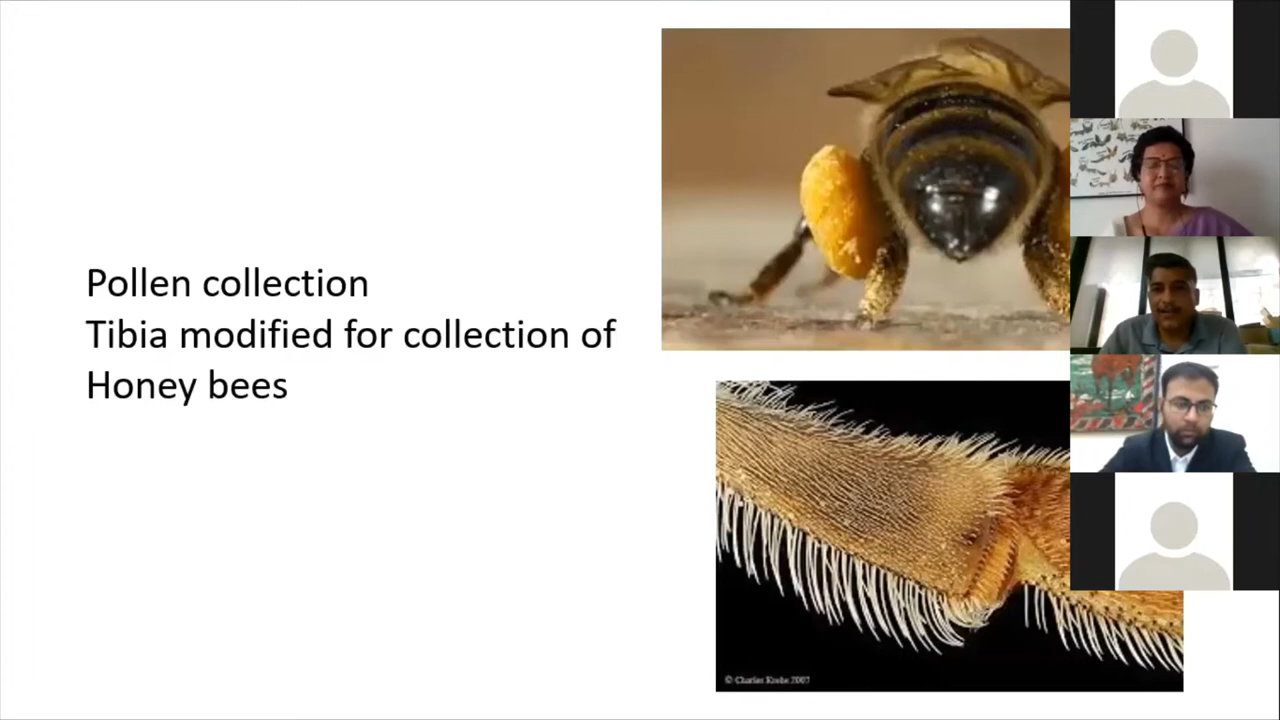 Pollen collection
Tibia modified for collection of
Honey bees
© Charles Krebs 2007